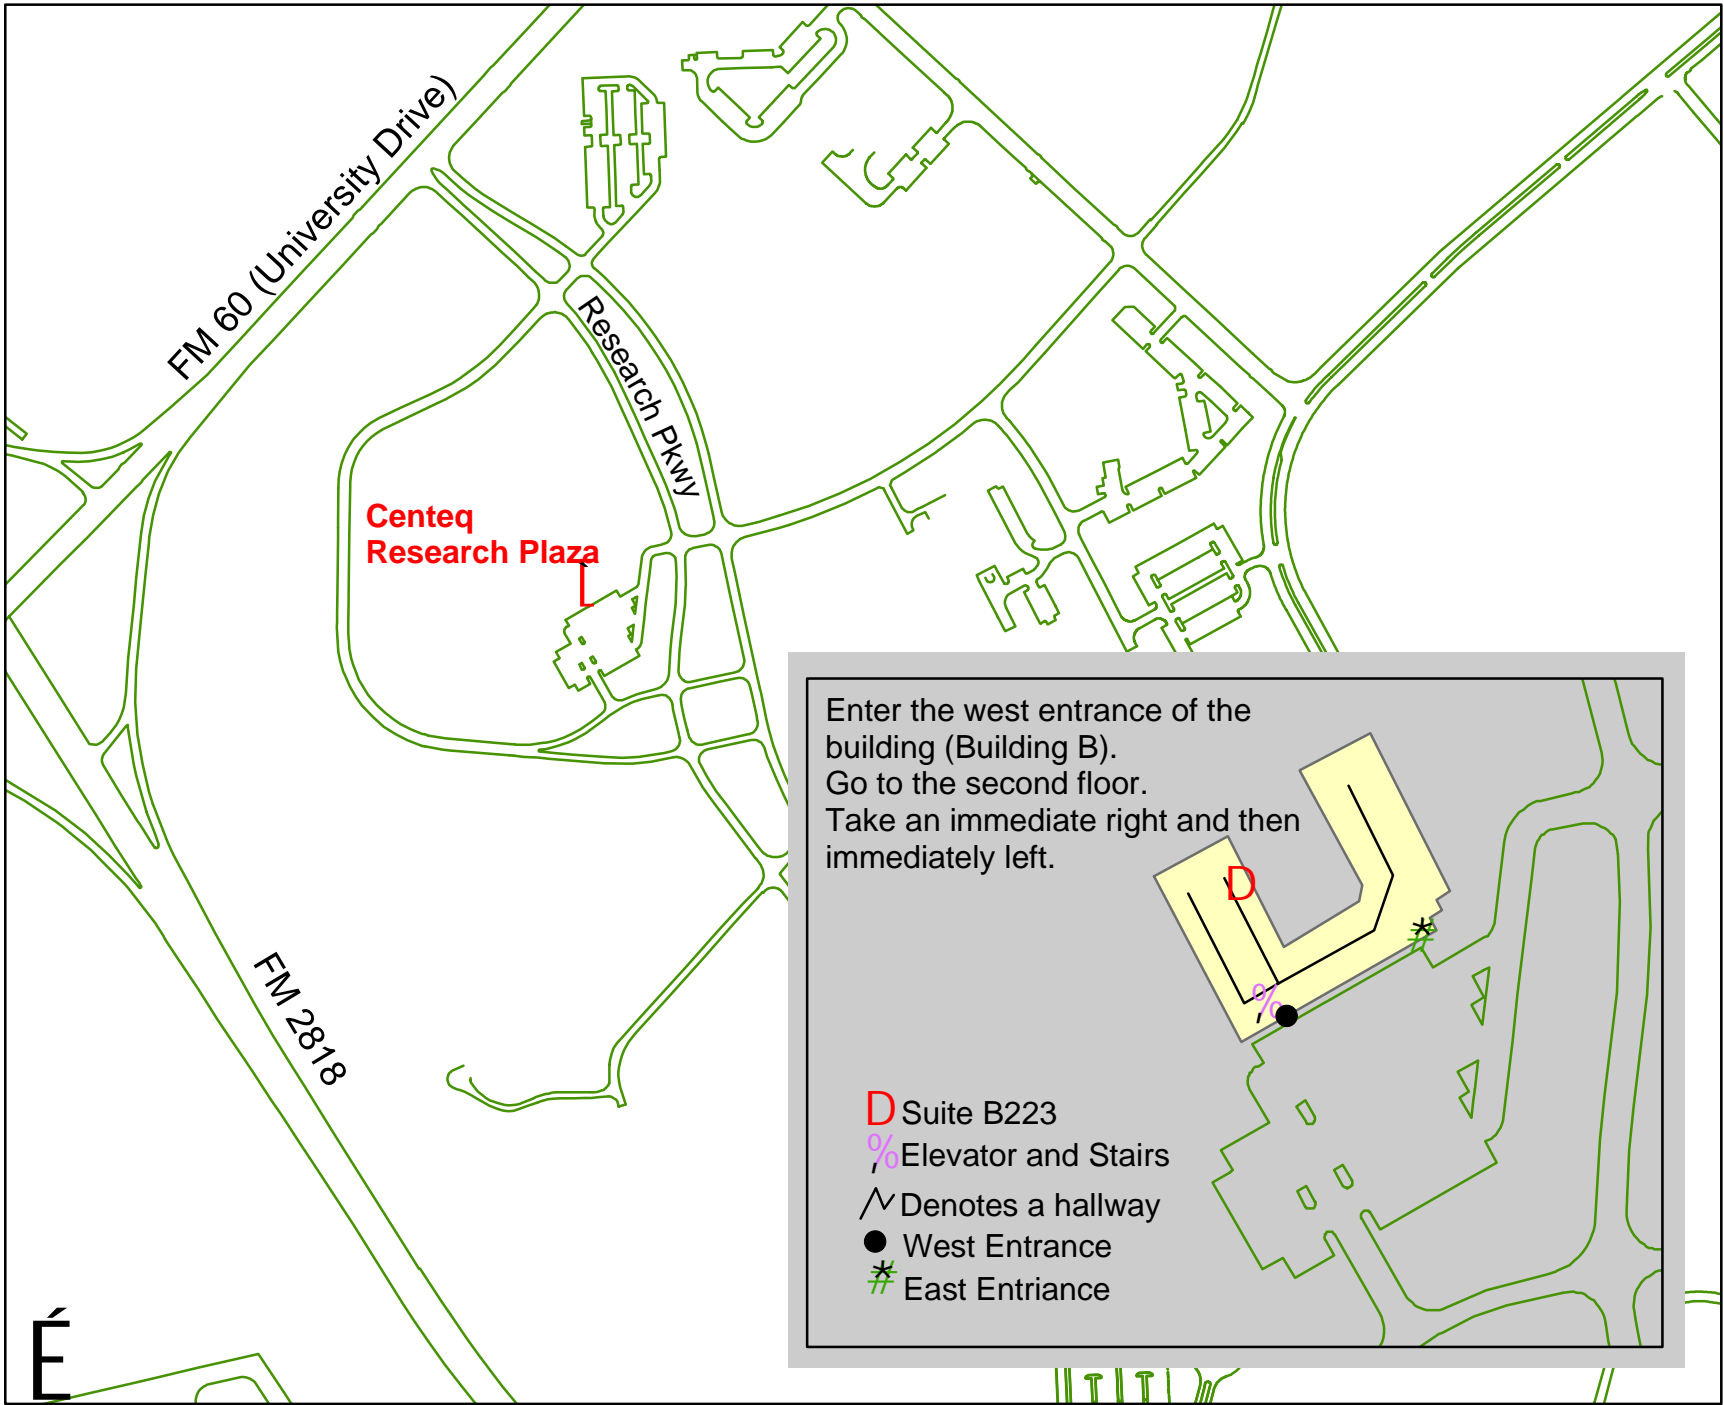 FM 60 (University Drive)
Research Pkwy
Centeq
Research Plaza
FM 2818
Enter the west entrance of the
building (Building B).
Go to the second floor.
Take an immediate right and then
immediately left.
D
%
,
*
#
D Suite B223
%, Elevator and Stairs
Denotes a hallway
West Entrance
*# East Entriance
É